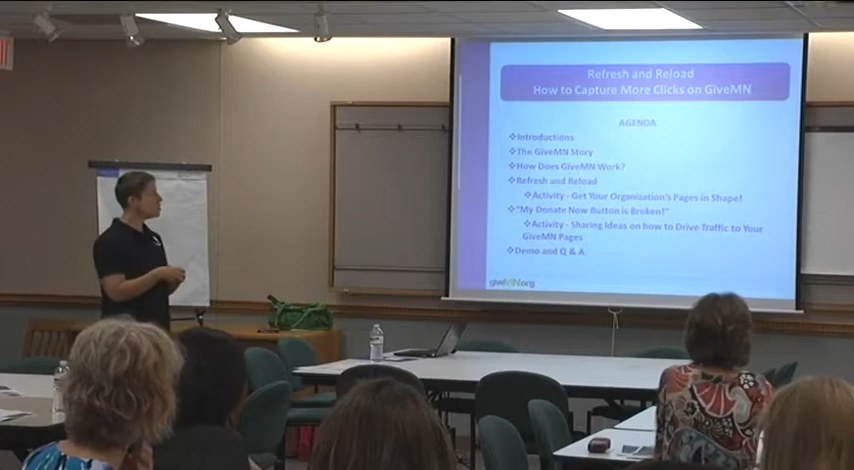 Refresh and Reload
How to Capture More Clicks on GiveMN
AGENDA
❖Introductions
❖The GiveMN Story
❖How Does GiveMN Work?
❖Refresh and Reload
❖Activity - Get Your Organization's Pages in Shape!
❖"My Donate Now Button is Broken!"
❖Activity - Sharing Ideas on how to Drive Traffic to Your
GiveMN Pages
❖Demo and Q & A
giveMN.org